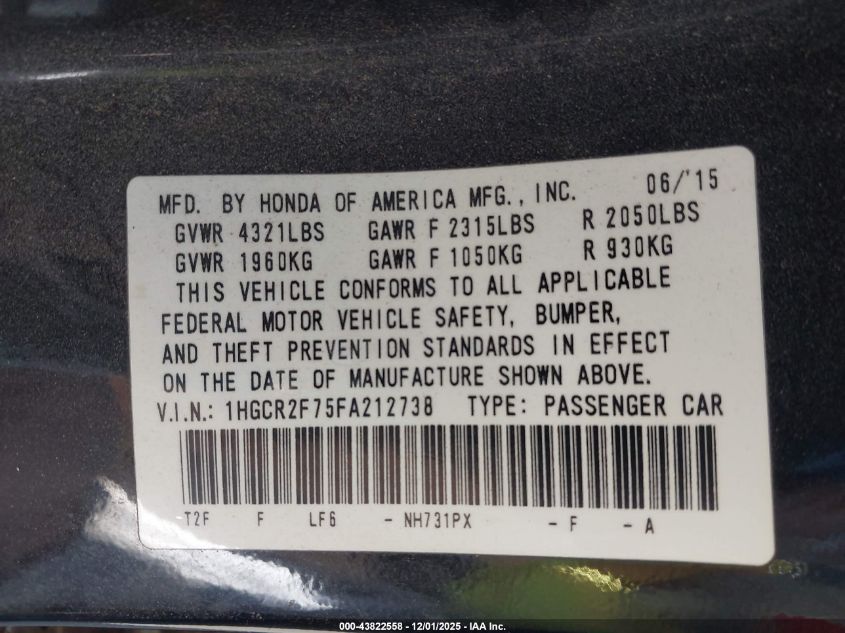 MFD. BY HONDA OF AMERICA MFG., INC. 06/'15
GVWR 4321LBS GAWR F 2315LBS R 2050LBS
GVWR 1960KG GAWR F 1050KG R 930KG
THIS VEHICLE CONFORMS TO ALL APPLICABLE
FEDERAL MOTOR VEHICLE SAFETY, BUMPER,
AND THEFT PREVENTION STANDARDS IN EFFECT
ON THE DATE OF MANUFACTURE SHOWN ABOVE.
V.I.N.: 1HGCR2F75FA212738 TYPE: PASSENGER CAR
-T2F F LF6 - NH731PX - F - A
000-43822558 - 12/01/2025 - IAA Inc.